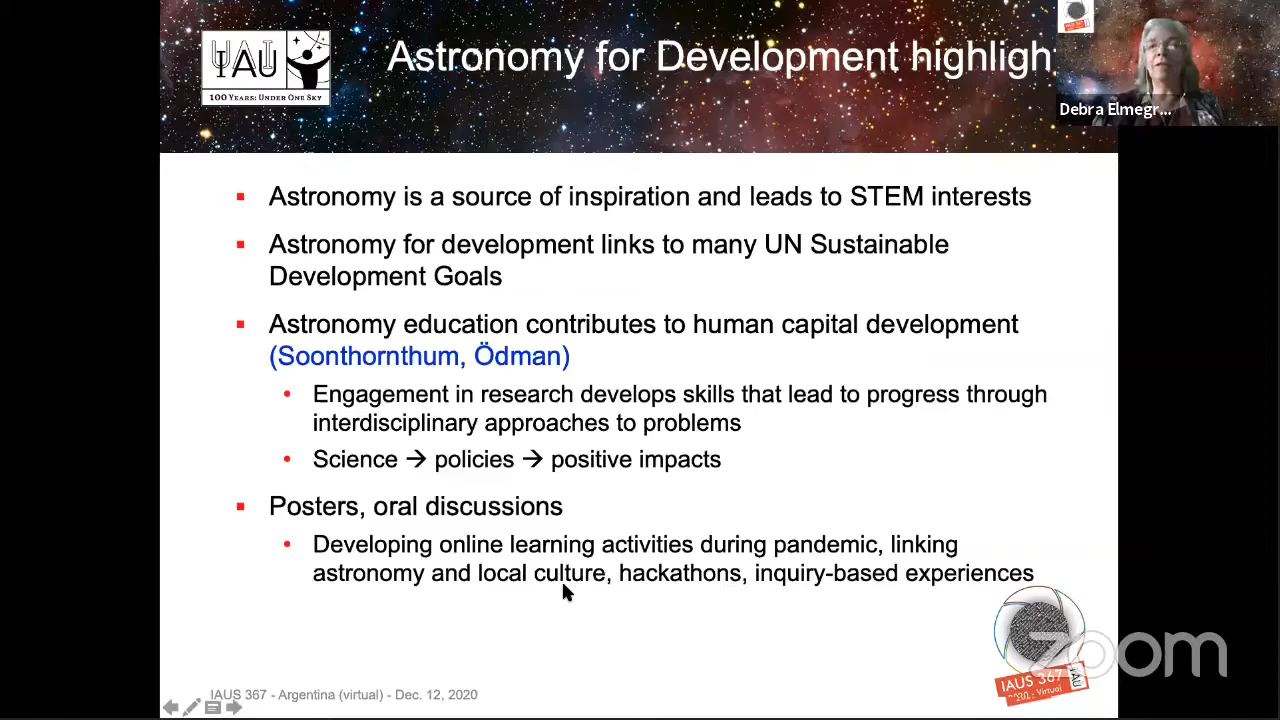 IAU
100 YEARS: UNDER ONE SKY
Astronomy for Development highligh
Debra Elmegr...
Astronomy is a source of inspiration and leads to STEM interests
Astronomy for development links to many UN Sustainable
Development Goals
Astronomy education contributes to human capital development
(Soonthornthum, Ödman)
Engagement in research develops skills that lead to progress through
interdisciplinary approaches to problems
Science → policies → positive impacts
Posters, oral discussions
Developing online learning activities during pandemic, linking
astronomy and local culture, hackathons, inquiry-based experiences
IAUS 367 - Argentina (virtual) - Dec. 12, 2020
IAUS 367
Virtual
IAU
zoom